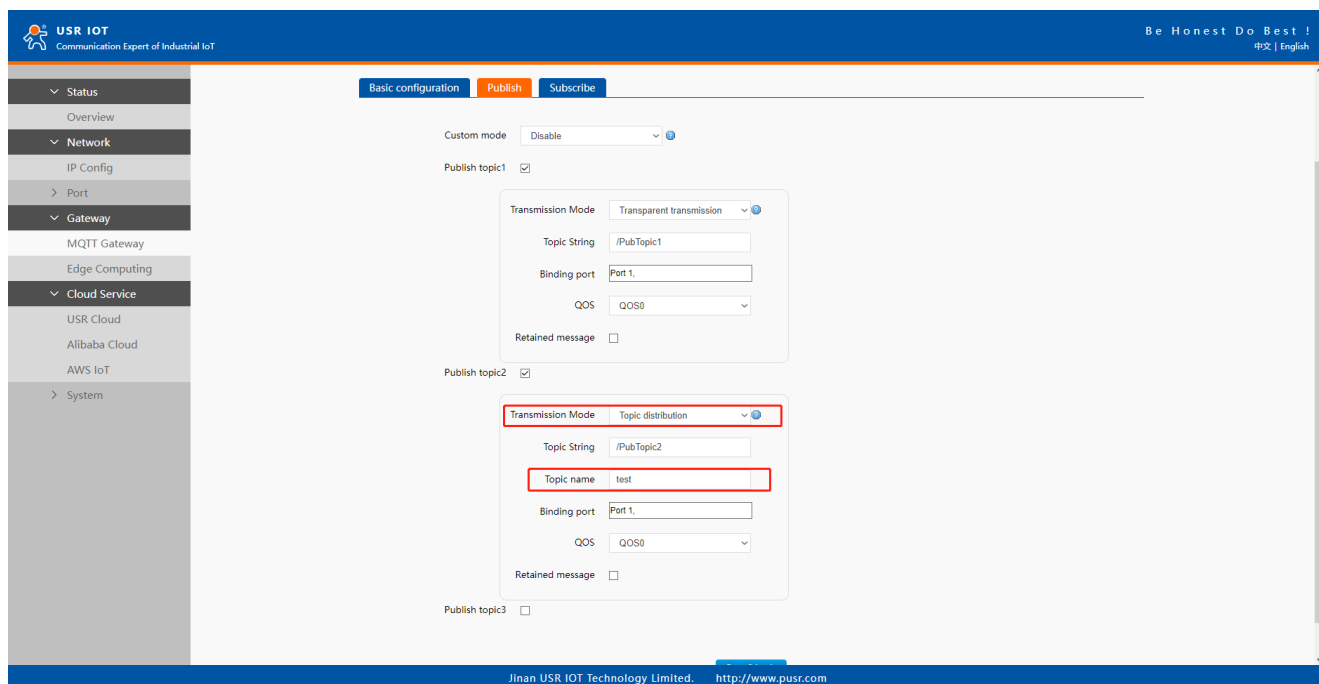 USR IOT
Communication Expert of Industrial IoT
Be Honest Do Best !
中文 | English
Status
Overview
Network
IP Config
Port
Gateway
MQTT Gateway
Edge Computing
Cloud Service
USR Cloud
Alibaba Cloud
AWS IoT
System
Basic configuration Publish Subscribe
Custom mode Disable
Publish topic1
Transmission Mode Transparent transmission
Topic String /PubTopic1
Binding port Port 1,
QOS QOS0
Retained message
Publish topic2
Transmission Mode Topic distribution
Topic String /PubTopic2
Topic name test
Binding port Port 1,
QOS QOS0
Retained message
Publish topic3
Jinan USR IOT Technology Limited. http://www.pusr.com